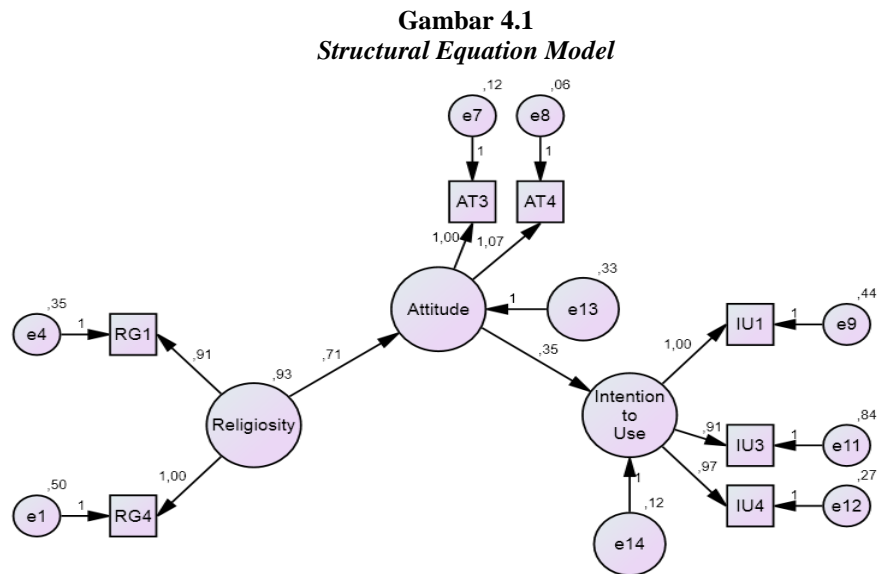 Gambar 4.1
Structural Equation Model
,12
,06
e7
e8
1
1
AT3
AT4
1,00
1,07
,33
Attitude
1
e13
,44
,35
IU1
1
e9
e4
1
RG1
,91
,71
,35
1,00
,93
Religiosity
Intention
to
Use
,84
,91
IU3
1
e11
,50
1,00
,97
,27
e1
1
RG4
1
IU4
1
e12
,12
e14